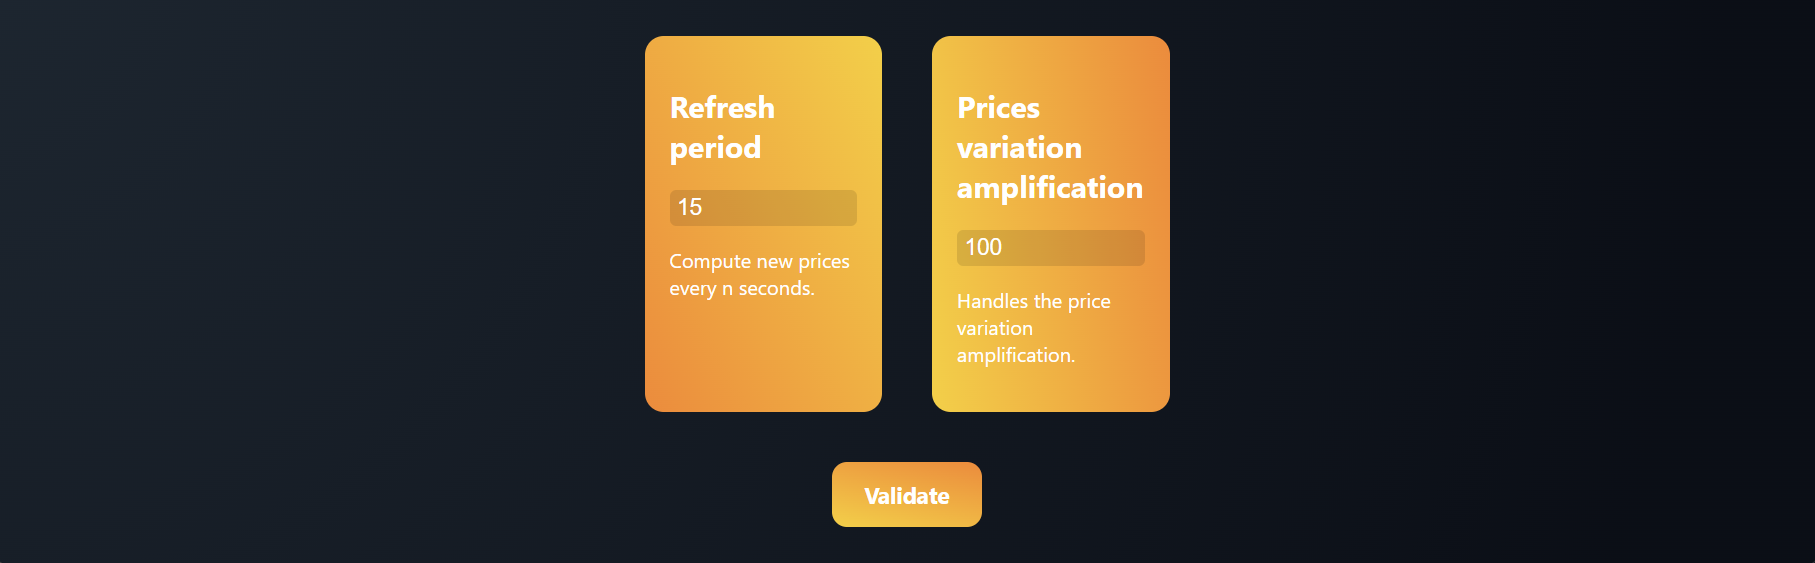 Refresh
period
15
Compute new prices
every n seconds.
Prices
variation
amplification
100
Handles the price
variation
amplification.
Validate